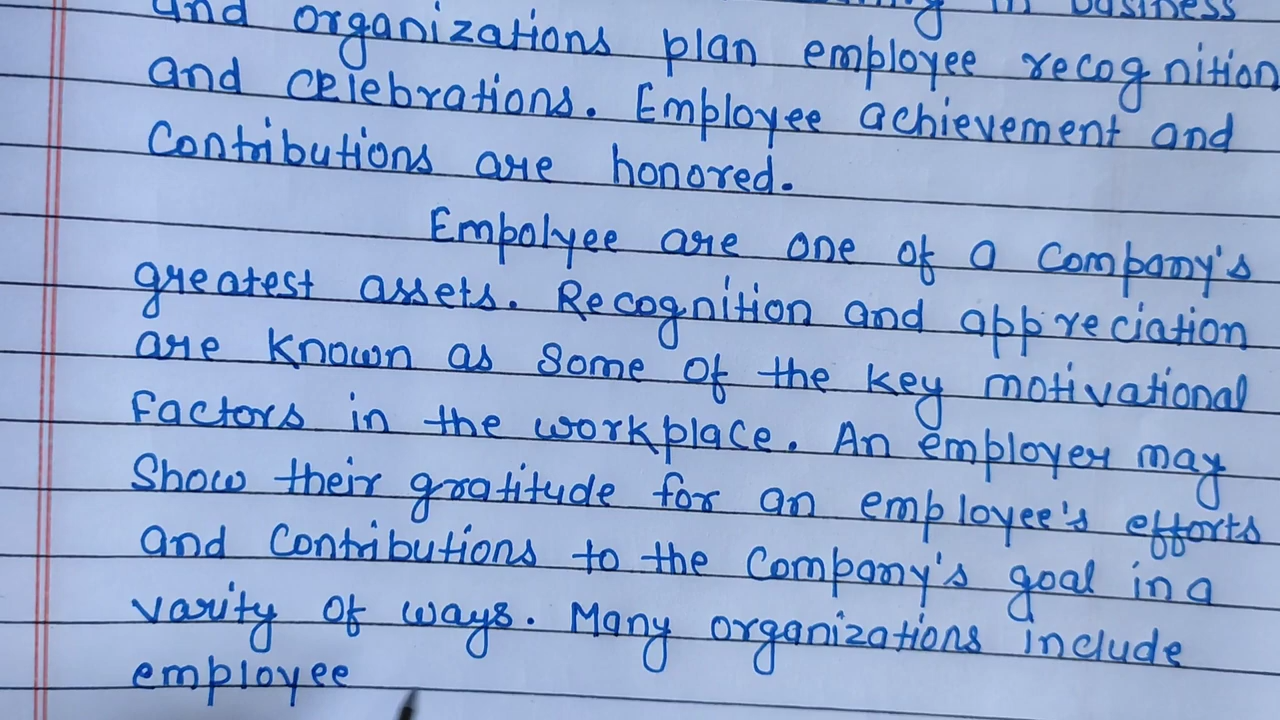 in business
and organizations plan employee recognition
and celebrations. Employee achievement and
Contributions are honored.
Empolyee are one of a Company's
greatest assets. Recognition and appreciation
are known as some of the key motivational
Factors in the workplace. An employer may
Show their gratitude for an employee's efforts
and Contributions to the Company's goal in a
varity of ways. Many organizations include
employee